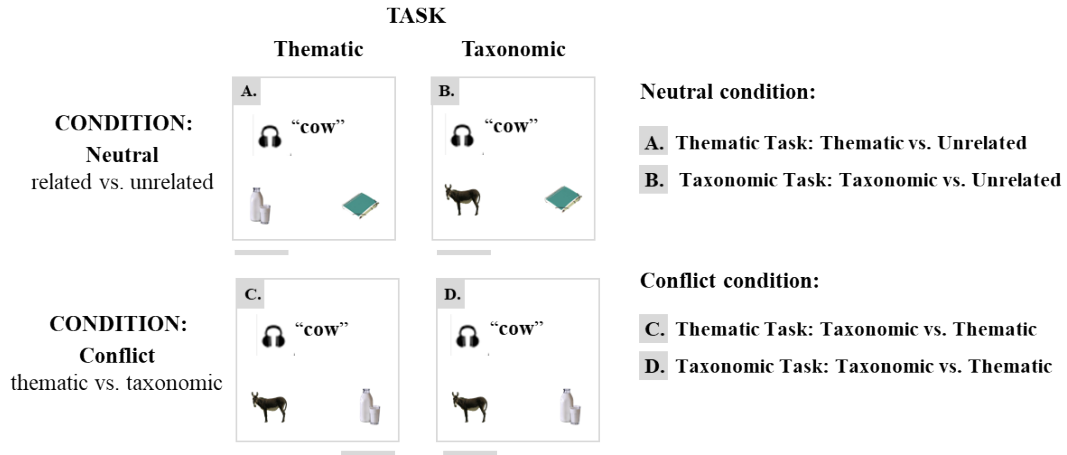 TASK
Thematic
Taxonomic
CONDITION:
Neutral
related vs. unrelated
A.
“cow”
B.
“cow”
Neutral condition:
A. Thematic Task: Thematic vs. Unrelated
B. Taxonomic Task: Taxonomic vs. Unrelated
CONDITION:
Conflict
thematic vs. taxonomic
C.
“cow”
D.
“cow”
Conflict condition:
C. Thematic Task: Taxonomic vs. Thematic
D. Taxonomic Task: Taxonomic vs. Thematic